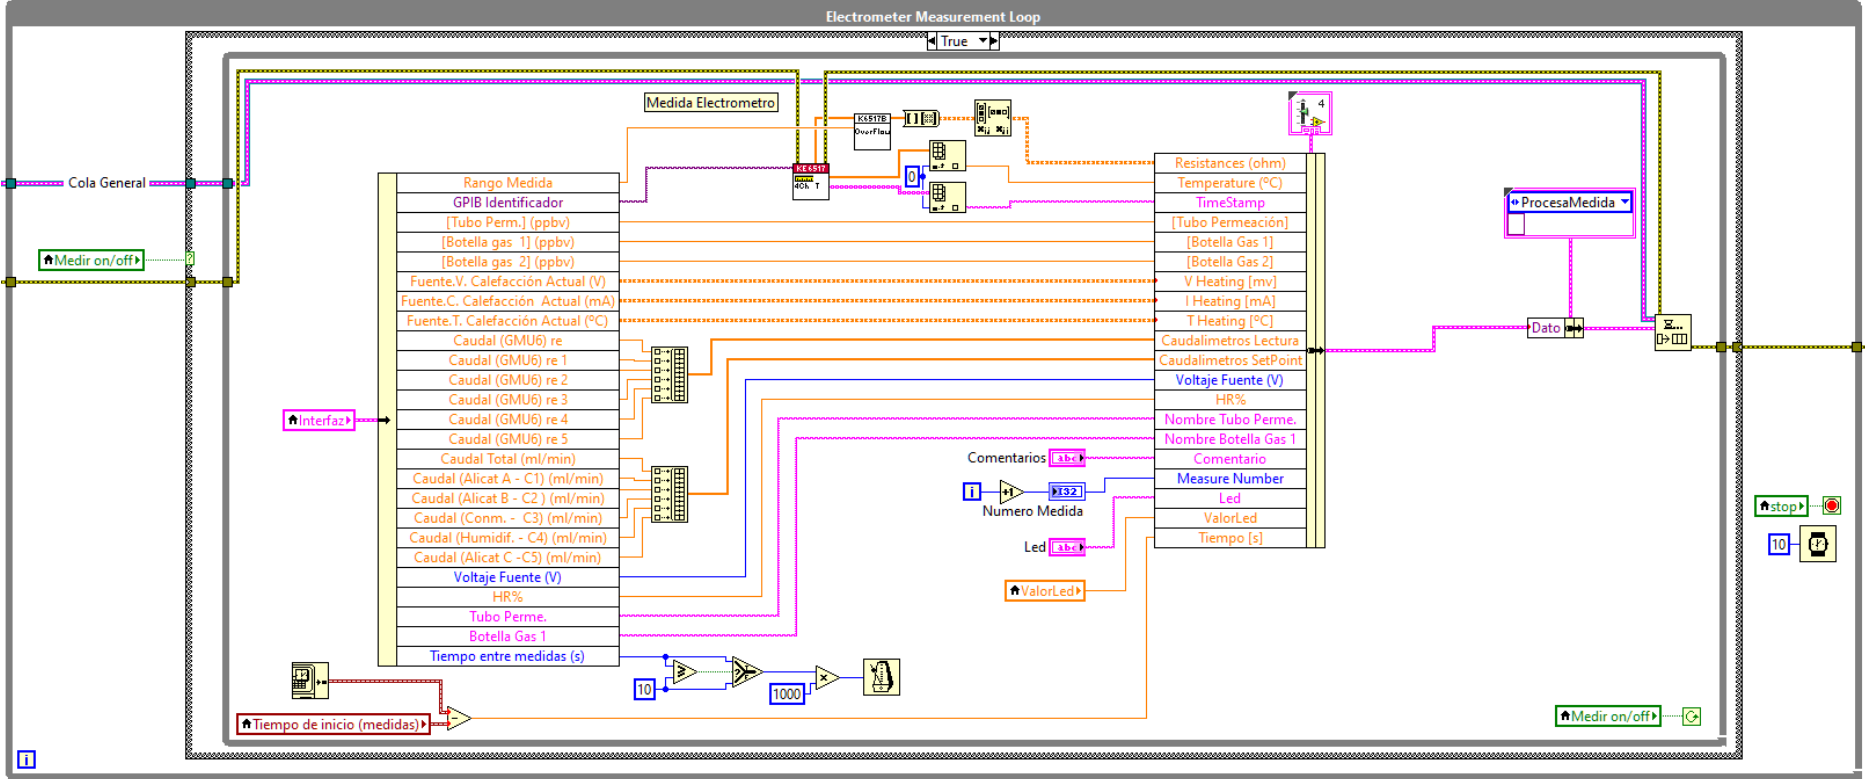 Electrometer Measurement Loop
True
Medida Electrometro
K6517B
OverFlow
4
Cola General
KE6517
4Ch T
0
Rango Medida
GPIB Identificador
[Tubo Perm.] (ppbv)
[Botella gas 1] (ppbv)
[Botella gas 2] (ppbv)
Fuente.V. Calefacción Actual (V)
Fuente.C. Calefacción Actual (mA)
Fuente.T. Calefacción Actual (ºC)
Caudal (GMU6) re
Caudal (GMU6) re 1
Caudal (GMU6) re 2
Caudal (GMU6) re 3
Caudal (GMU6) re 4
Caudal (GMU6) re 5
Caudal Total (ml/min)
Caudal (Alicat A - C1) (ml/min)
Caudal (Alicat B - C2 ) (ml/min)
Caudal (Conm. - C3) (ml/min)
Caudal (Humidif. - C4) (ml/min)
Caudal (Alicat C -C5) (ml/min)
Voltaje Fuente (V)
HR%
Tubo Perme.
Botella Gas 1
Tiempo entre medidas (s)
Resistances (ohm)
Temperature (ºC)
TimeStamp
[Tubo Permeación]
[Botella Gas 1]
[Botella Gas 2]
V Heating [mv]
I Heating [mA]
T Heating [ºC]
Caudalimetros Lectura
Caudalimetros SetPoint
Voltaje Fuente (V)
HR%
Nombre Tubo Perme.
Nombre Botella Gas 1
Comentario
Measure Number
Led
ValorLed
Tiempo [s]
ProcesaMedida
Medir on/off
?
Dato
Interfaz
Comentarios
abc
i
+1
I32
Numero Medida
Led
abc
ValorLed
stop
10
10
1000
Tiempo de inicio (medidas)
Medir on/off
i